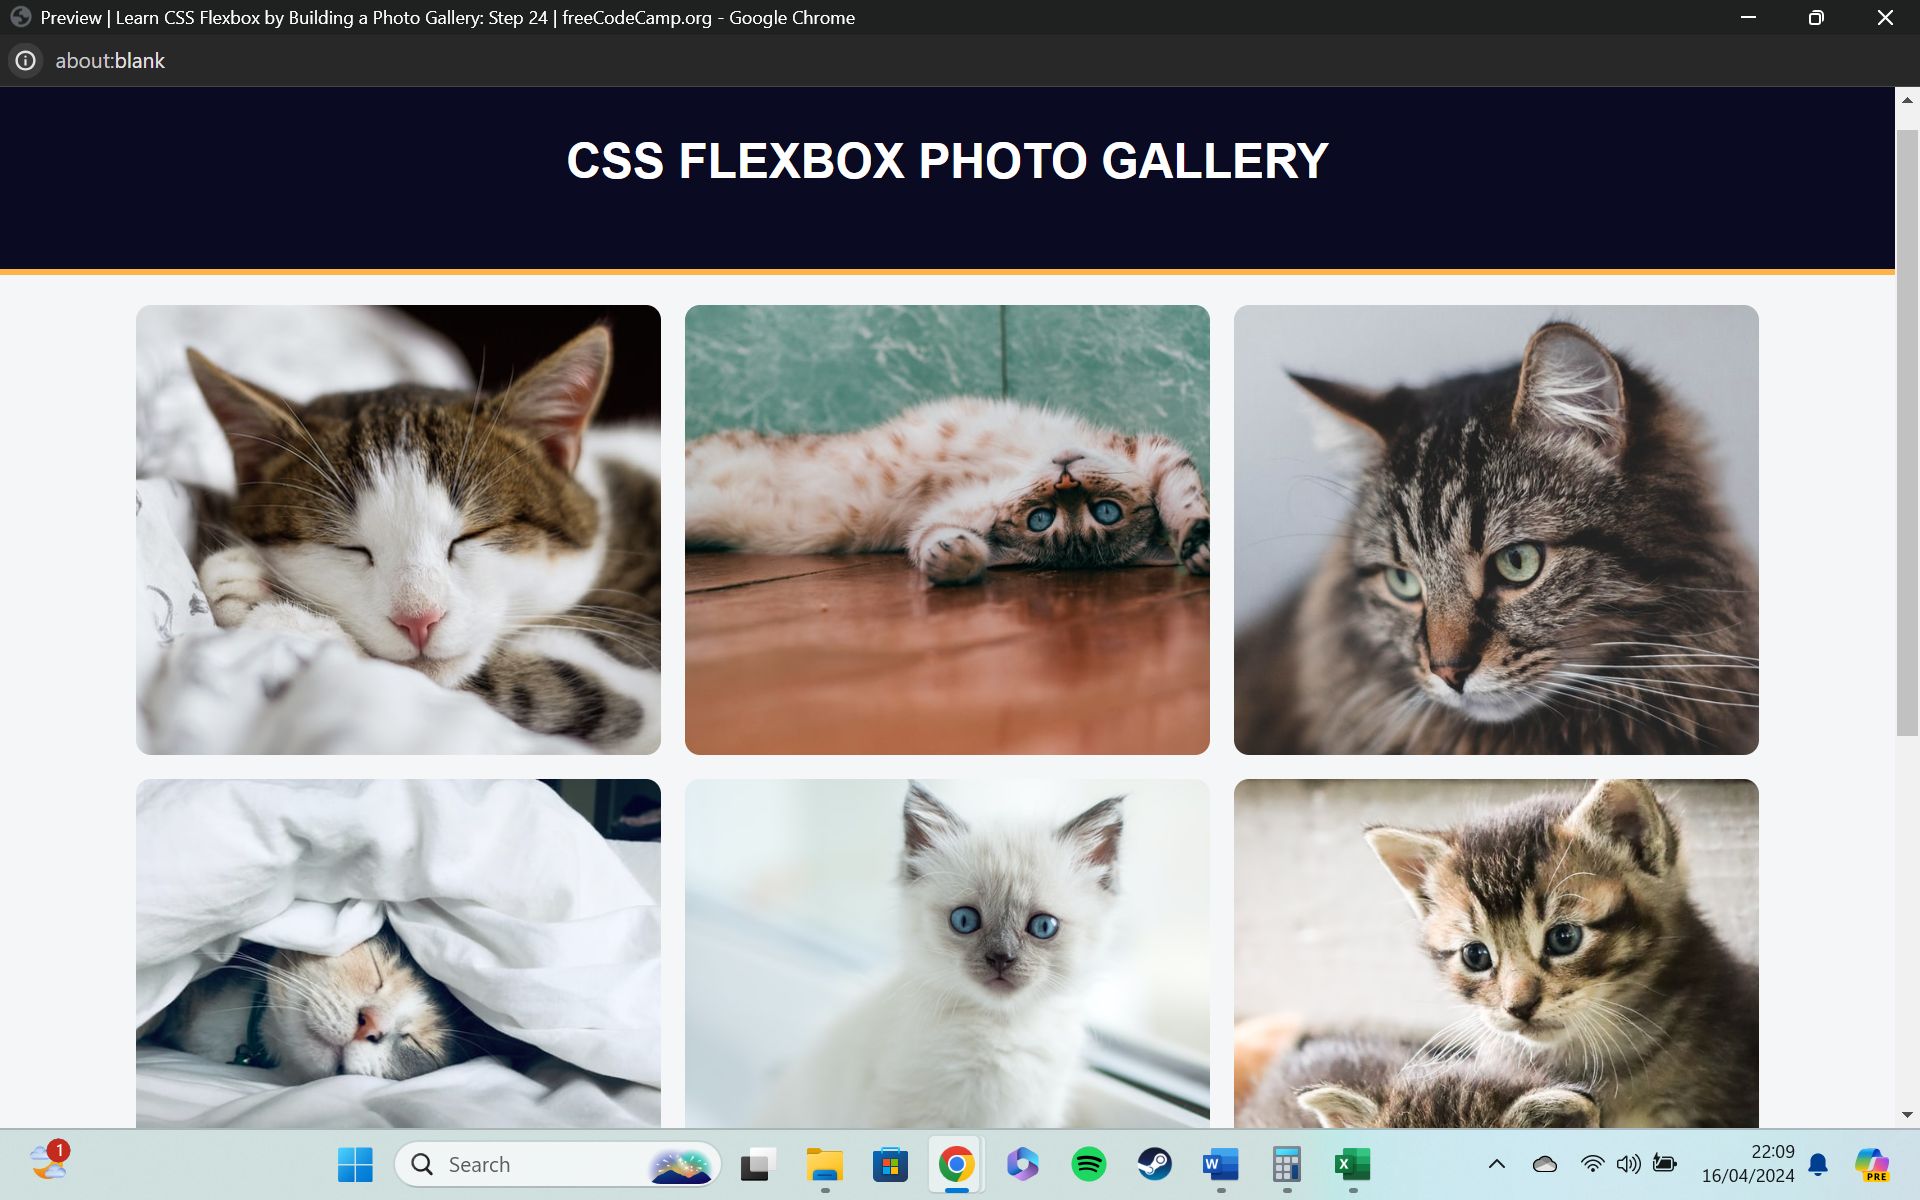 Preview | Learn CSS Flexbox by Building a Photo Gallery: Step 24 | freeCodeCamp.org - Google Chrome
about:blank
CSS FLEXBOX PHOTO GALLERY
1
Search
W
X
22:09
16/04/2024
PRE